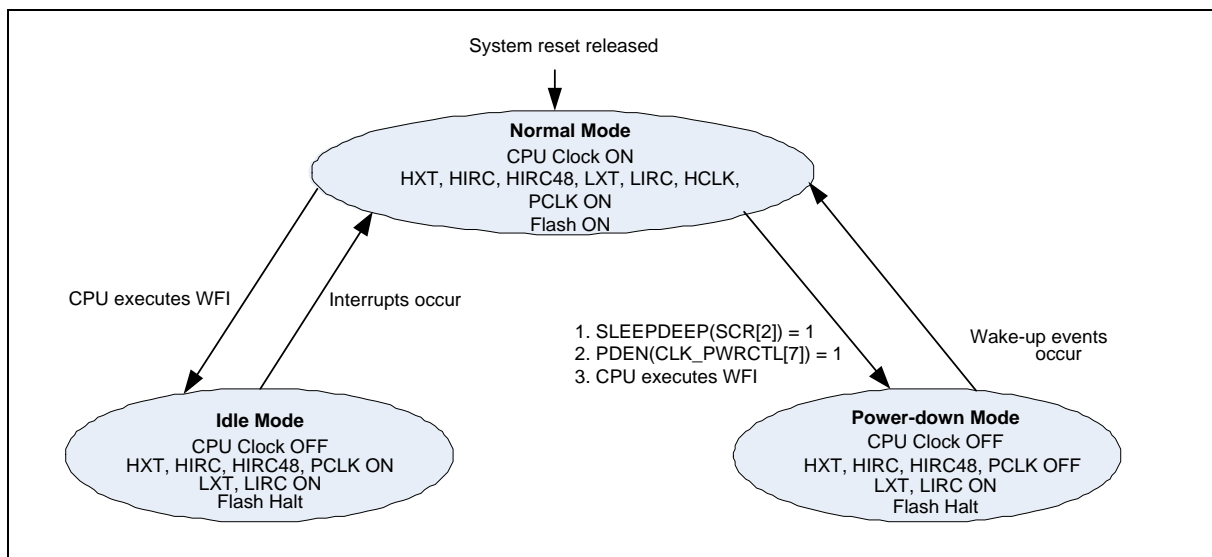 System reset released
Normal Mode
CPU Clock ON
HXT, HIRC, HIRC48, LXT, LIRC, HCLK,
PCLK ON
Flash ON
CPU executes WFI
Interrupts occur
1. SLEEPDEEP(SCR[2]) = 1
2. PDEN(CLK_PWRCTL[7]) = 1
3. CPU executes WFI
Wake-up events
occur
Idle Mode
CPU Clock OFF
HXT, HIRC, HIRC48, PCLK ON
LXT, LIRC ON
Flash Halt
Power-down Mode
CPU Clock OFF
HXT, HIRC, HIRC48, PCLK OFF
LXT, LIRC ON
Flash Halt